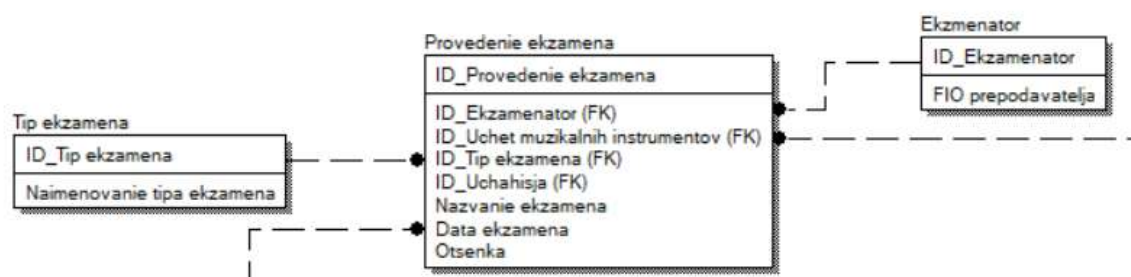 Ekzmenator
ID_Ekzamenator
FIO prepodavatelja
Provedenie ekzamena
ID_Provedenie ekzamena
ID_Ekzamenator (FK)
ID_Uchet muzikalnih instrumentov (FK)
ID_Tip ekzamena (FK)
ID_Uchahisja (FK)
Nazvanie ekzamena
Data ekzamena
Otsenka
Tip ekzamena
ID_Tip ekzamena
Naimenovanie tipa ekzamena